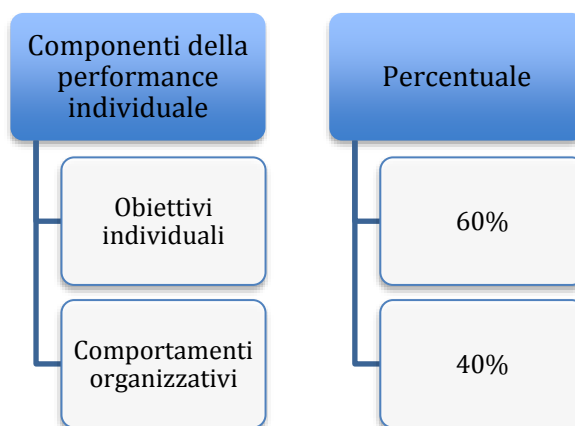 Componenti della
performance
individuale
Percentuale
Obiettivi
individuali
60%
Comportamenti
organizzativi
40%